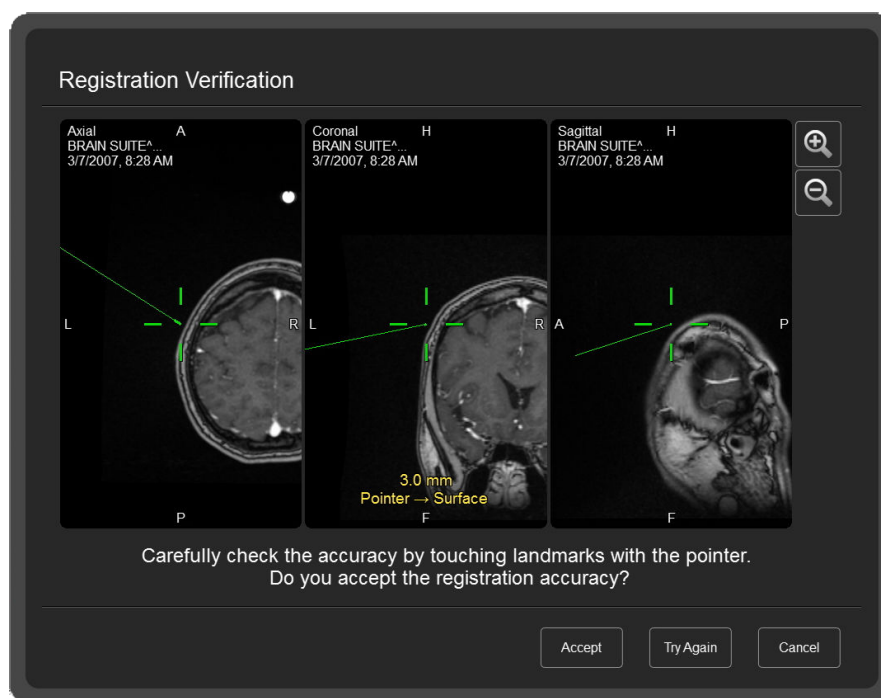 Registration Verification
Axial
A
BRAIN SUITE^...
3/7/2007, 8:28 AM
L
R
P
Coronal
H
BRAIN SUITE^...
3/7/2007, 8:28 AM
L
R
3.0 mm
Pointer → Surface
F
Sagittal
H
BRAIN SUITE^...
3/7/2007, 8:28 AM
A
P
F
Carefully check the accuracy by touching landmarks with the pointer.
Do you accept the registration accuracy?
Accept
Try Again
Cancel